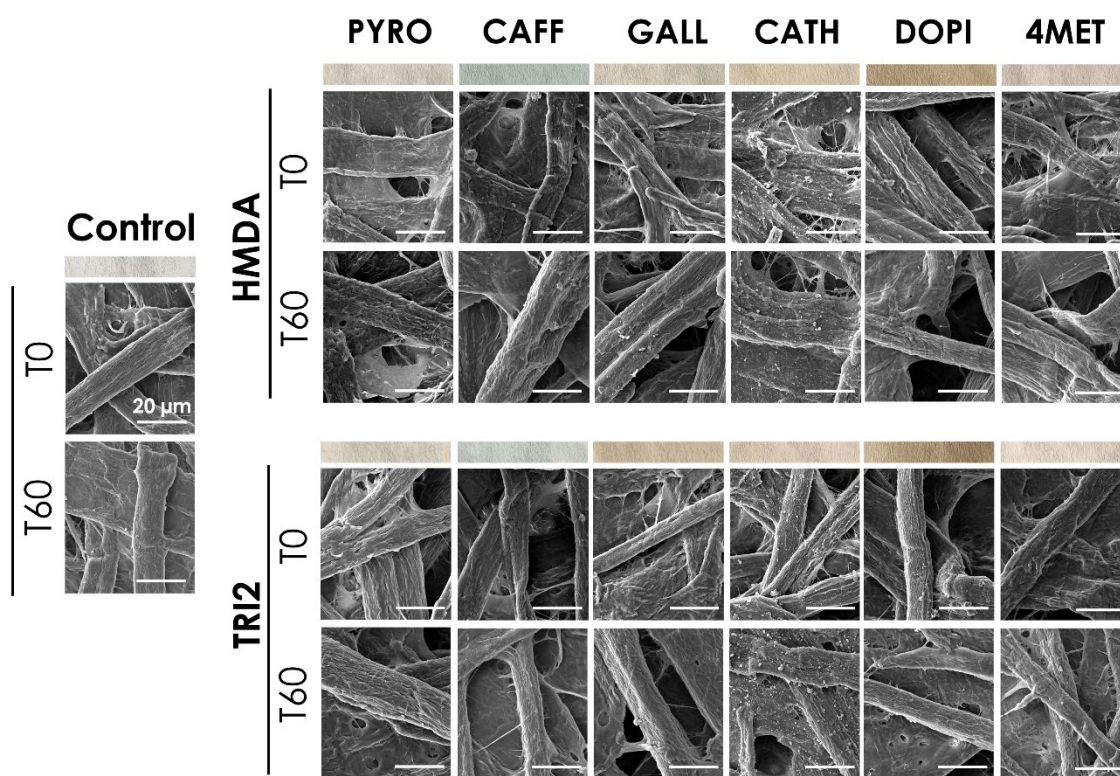 PYRO CAFF GALL CATH DOPI 4MET
HMDA
T0
T60
Control
T0
20 µm
T60
TRI2
T0
T60